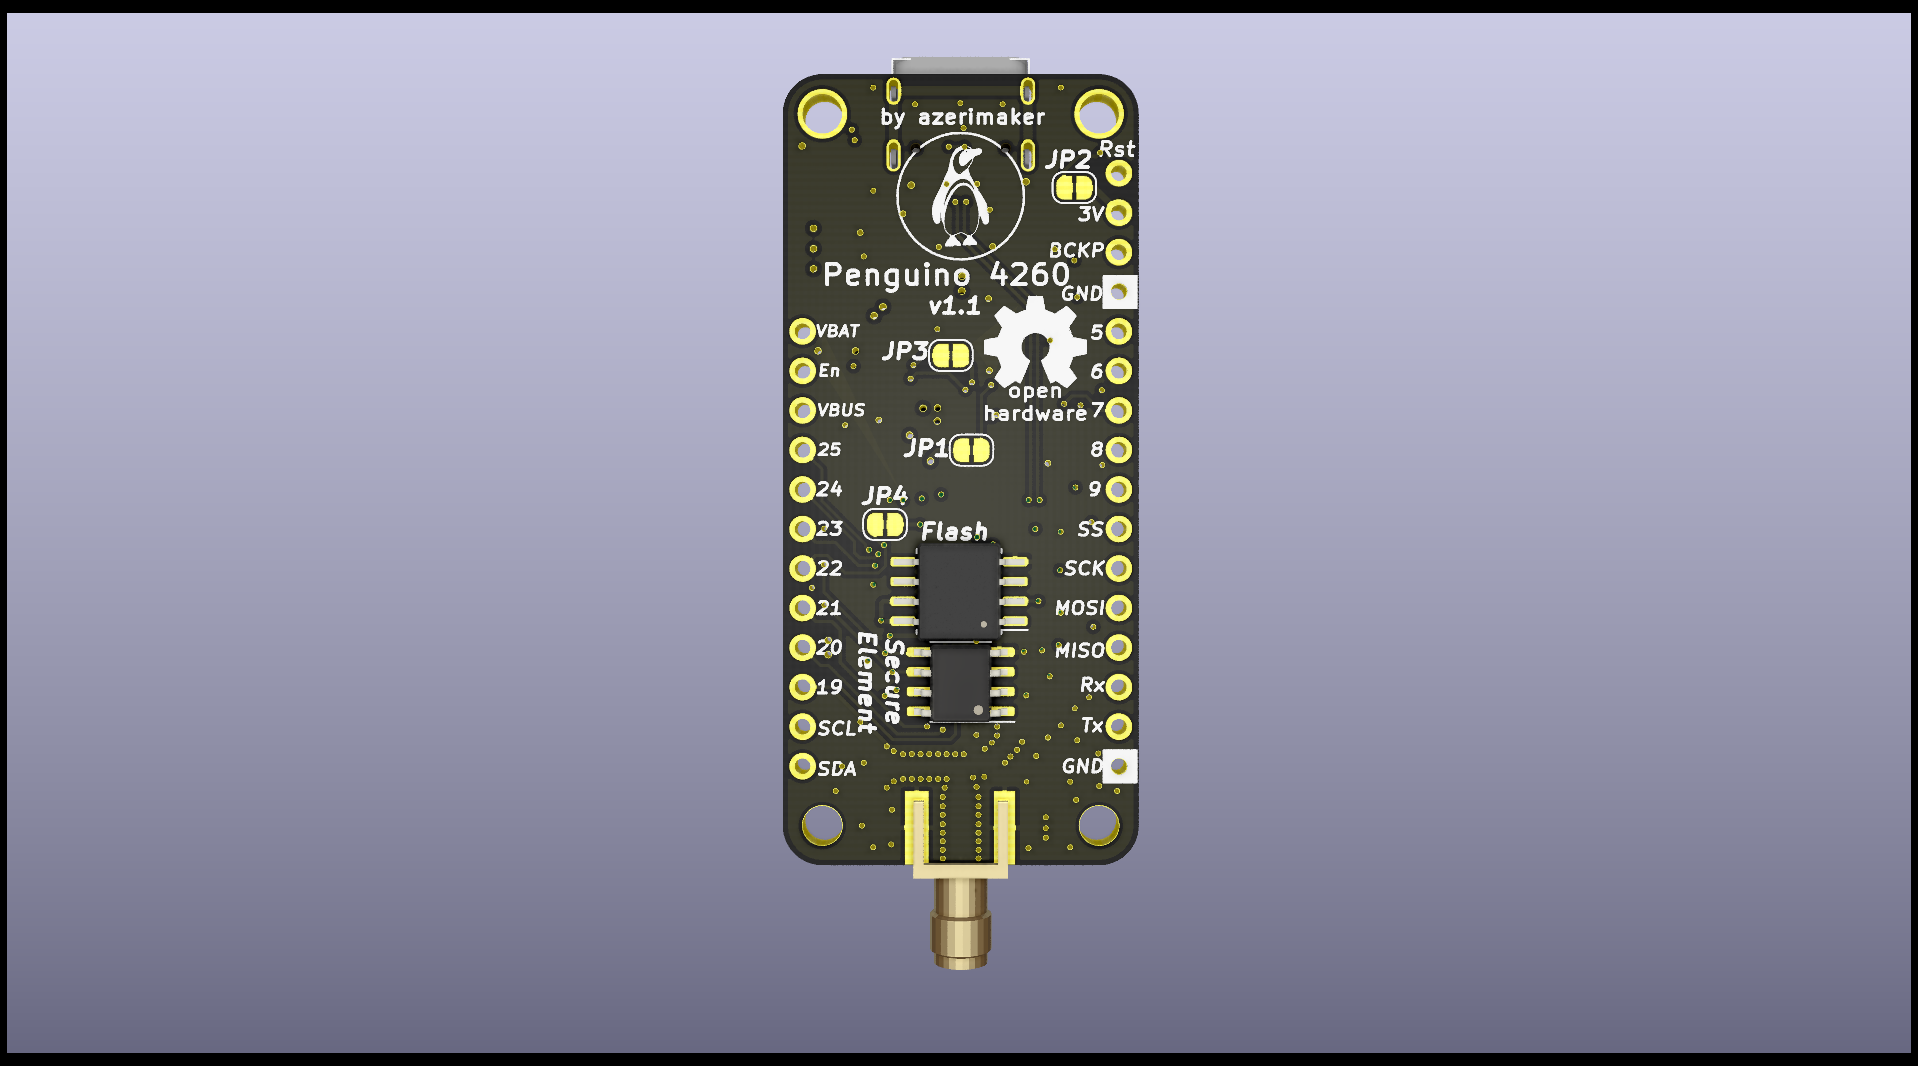 by azerimaker
Rst
JP2
3V
BCKP
Penguino 4260
GND
v1.1
VBAT
5
JP3
En
6
open
hardware
VBUS
7
25
JP1
8
24
JP4
9
23
Flash
SS
22
SCK
21
MOSI
20
Secure
Element
MISO
19
Rx
SCL
Tx
SDA
GND